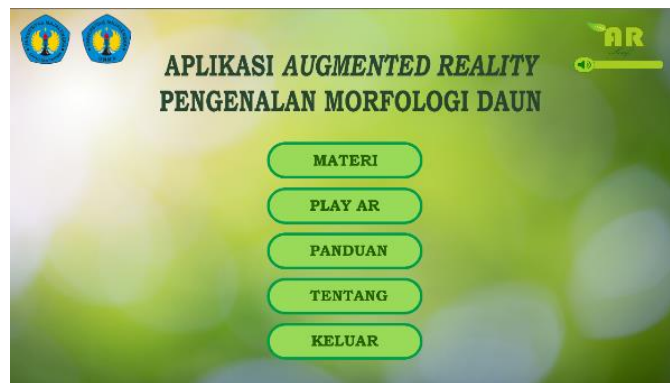 AR
APLIKASI AUGMENTED REALITY
PENGENALAN MORFOLOGI DAUN
MATERI
PLAY AR
PANDUAN
TENTANG
KELUAR